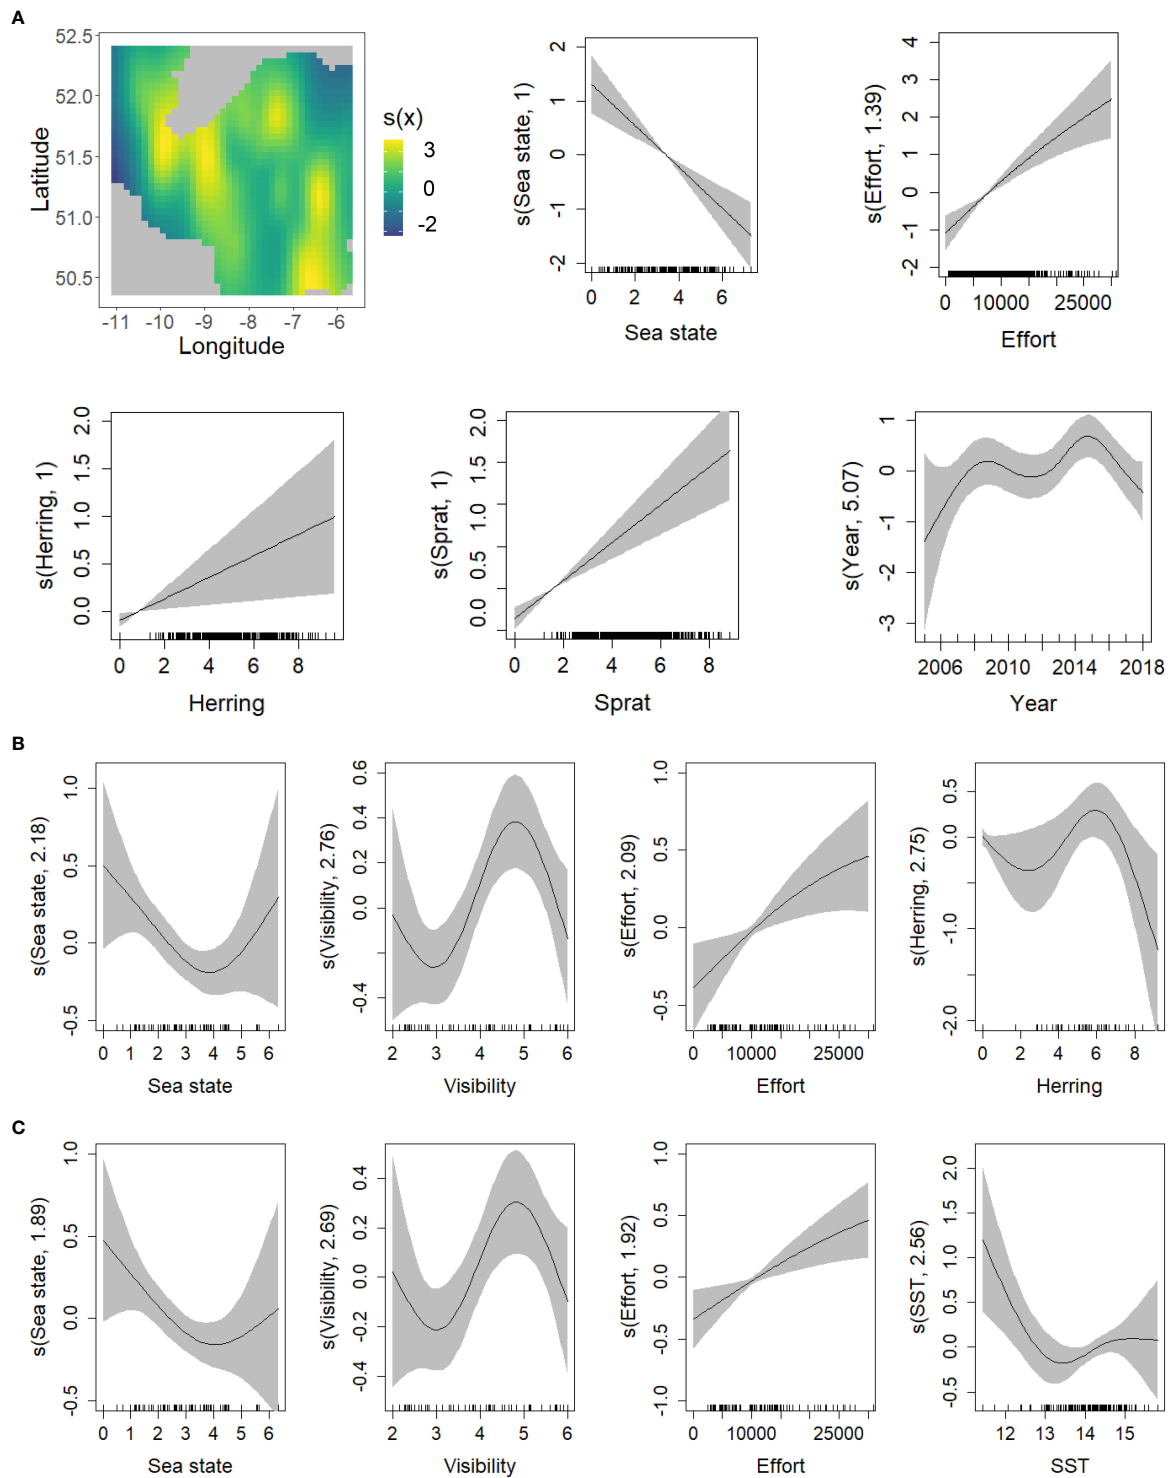 A
52.5
52.0
51.5
51.0
50.5
Latitude
-11 -10 -9 -8 -7 -6
Longitude
s(x)
3
0
-2
2
1
0
-1
-2
s(Sea state, 1)
0 2 4 6
Sea state
4
3
2
1
0
-1
-2
s(Effort, 1.39)
0 10000 25000
Effort
2.0
1.5
1.0
0.5
0.0
s(Herring, 1)
0 2 4 6 8
Herring
2.0
1.5
1.0
0.5
0.0
s(Sprat, 1)
0 2 4 6 8
Sprat
1
0
-1
-2
-3
s(Year, 5.07)
2006 2010 2014 2018
Year
B
1.0
0.5
0.0
-0.5
s(Sea state, 2.18)
0 1 2 3 4 5 6
Sea state
0.6
0.4
0.0
-0.4
s(Visibility, 2.76)
2 3 4 5 6
Visibility
1.0
0.5
0.0
-0.5
s(Effort, 2.09)
0 10000 25000
Effort
0.5
0.0
-1.0
-2.0
s(Herring, 2.75)
0 2 4 6 8
Herring
C
1.0
0.5
0.0
-0.5
s(Sea state, 1.89)
0 1 2 3 4 5 6
Sea state
0.4
0.2
0.0
-0.2
-0.4
s(Visibility, 2.69)
2 3 4 5 6
Visibility
1.0
0.5
0.0
-0.5
-1.0
s(Effort, 1.92)
0 10000 25000
Effort
2.0
1.5
1.0
0.5
0.0
-0.5
s(SST, 2.56)
12 13 14 15
SST